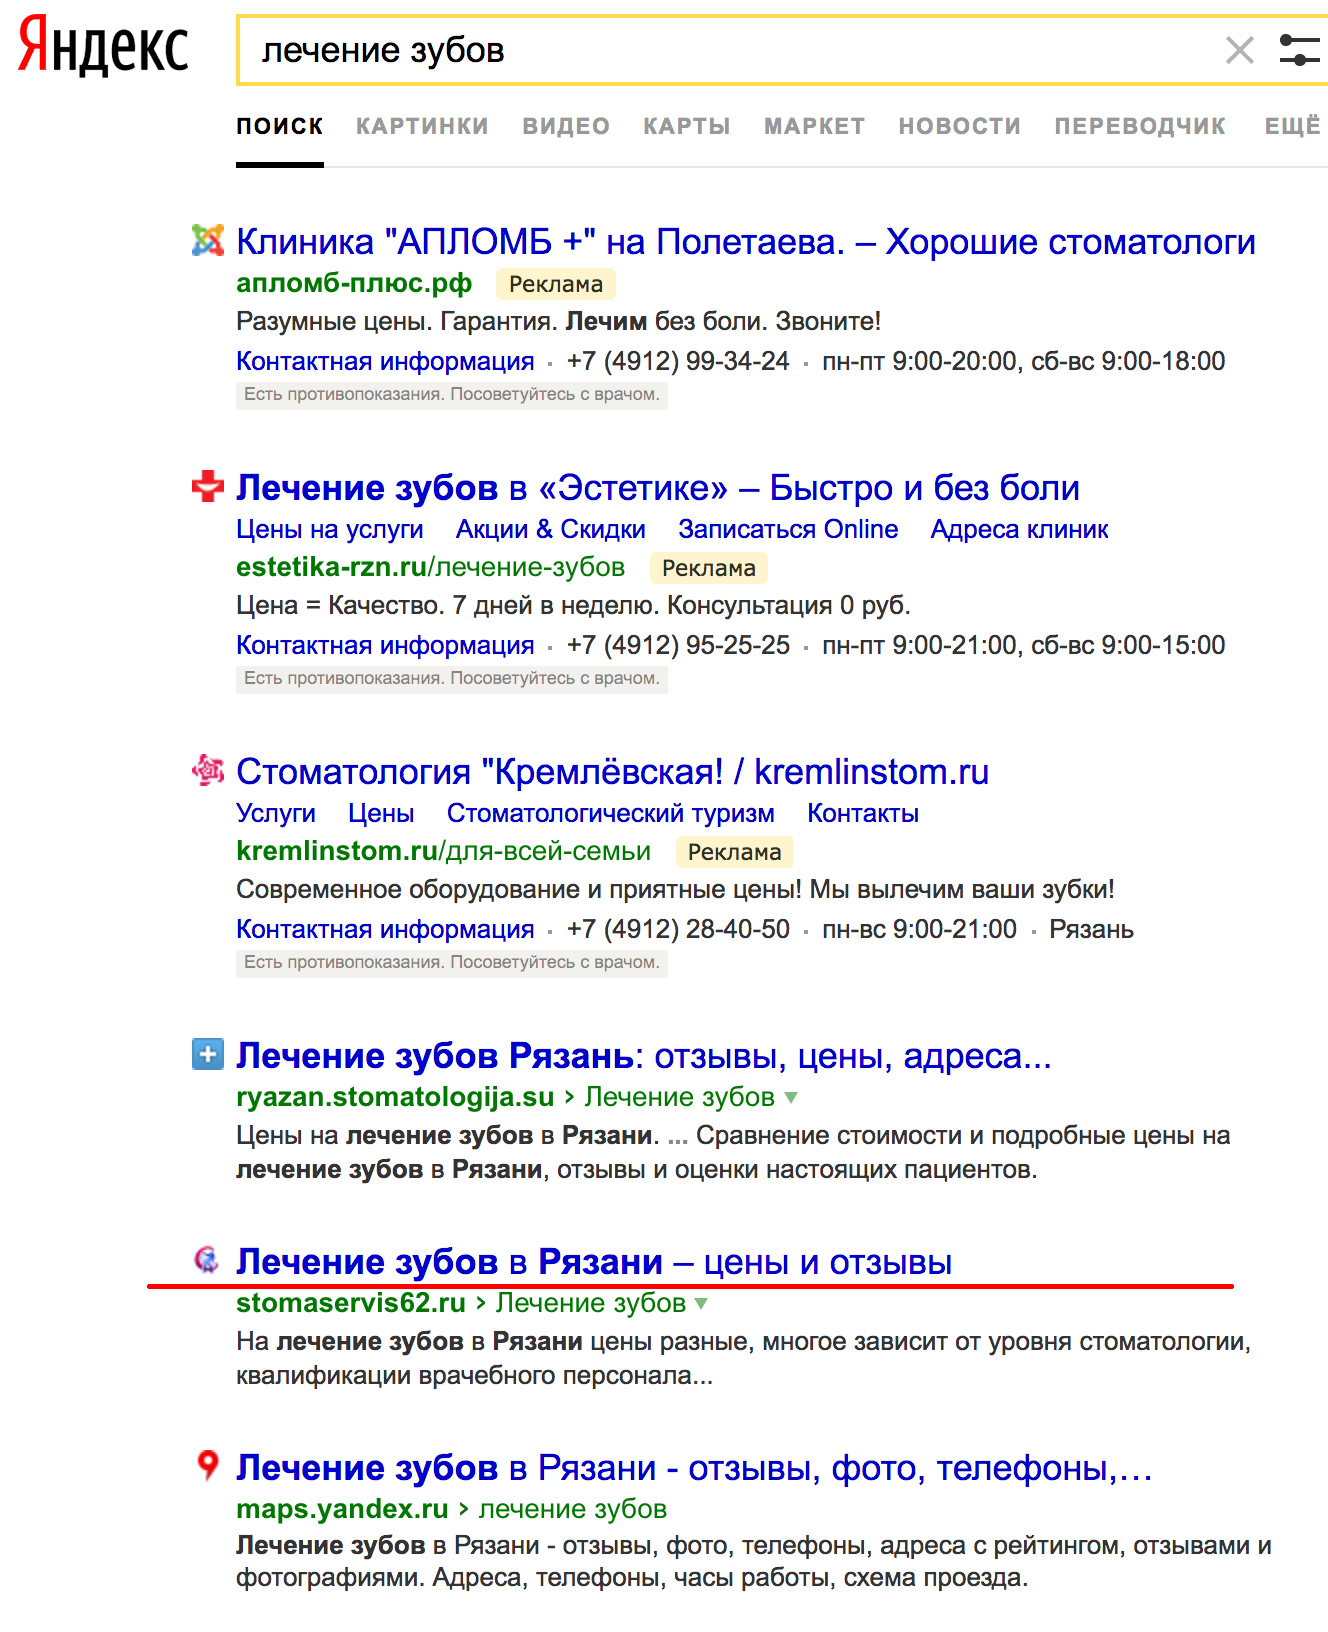 Яндекс
лечение зубов
ПОИСК КАРТИНКИ ВИДЕО КАРТЫ МАРКЕТ НОВОСТИ ПЕРЕВОДЧИК ЕЩЁ
Клиника "АПЛОМБ +" на Полетаева. – Хорошие стоматологи
апломб-плюс.рф Реклама
Разумные цены. Гарантия. Лечим без боли. Звоните!
Контактная информация · +7 (4912) 99-34-24 · пн-пт 9:00-20:00, сб-вс 9:00-18:00
Есть противопоказания. Посоветуйтесь с врачом.
Лечение зубов в «Эстетике» – Быстро и без боли
Цены на услуги Акции & Скидки Записаться Online Адреса клиник
estetika-rzn.ru/лечение-зубов Реклама
Цена = Качество. 7 дней в неделю. Консультация 0 руб.
Контактная информация · +7 (4912) 95-25-25 · пн-пт 9:00-21:00, сб-вс 9:00-15:00
Есть противопоказания. Посоветуйтесь с врачом.
Стоматология "Кремлёвская! / kremlinstom.ru
Услуги Цены Стоматологический туризм Контакты
kremlinstom.ru/для-всей-семьи Реклама
Современное оборудование и приятные цены! Мы вылечим ваши зубки!
Контактная информация · +7 (4912) 28-40-50 · пн-вс 9:00-21:00 · Рязань
Есть противопоказания. Посоветуйтесь с врачом.
Лечение зубов Рязань: отзывы, цены, адреса...
ryazan.stomatologija.su › Лечение зубов
Цены на лечение зубов в Рязани. ... Сравнение стоимости и подробные цены на
лечение зубов в Рязани, отзывы и оценки настоящих пациентов.
Лечение зубов в Рязани – цены и отзывы
stomaservis62.ru › Лечение зубов
На лечение зубов в Рязани цены разные, многое зависит от уровня стоматологии,
квалификации врачебного персонала...
Лечение зубов в Рязани - отзывы, фото, телефоны,...
maps.yandex.ru › лечение зубов
Лечение зубов в Рязани - отзывы, фото, телефоны, адреса с рейтингом, отзывами и
фотографиями. Адреса, телефоны, часы работы, схема проезда.